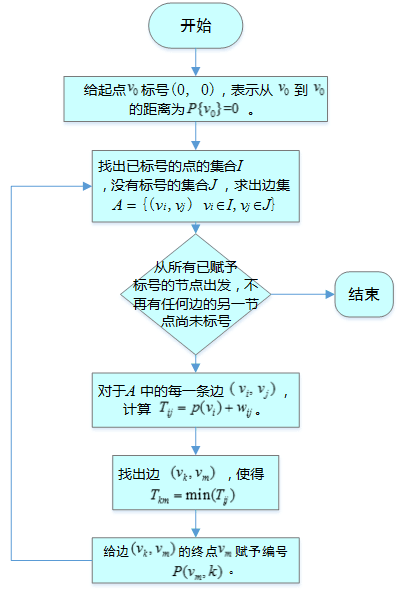 开始
给起点v0标号(0, 0)，表示从 v0 到 v0
的距离为P{v0}=0 。
找出已标号的点的集合I
，没有标号的集合J ，求出边集
A = {(vi, vj) vi∈I, vj∈J}
从所有已赋予
标号的节点出发，不
再有任何边的另一节
点尚未标号
结束
对于A 中的每一条边 (vi, vj) ，
计算 Tij = p(vi) + wij 。
找出边 (vk, vm) ，使得
Tkm = min(Tij)
给边(vk, vm)的终点vm赋予编号
P(vm, k) 。